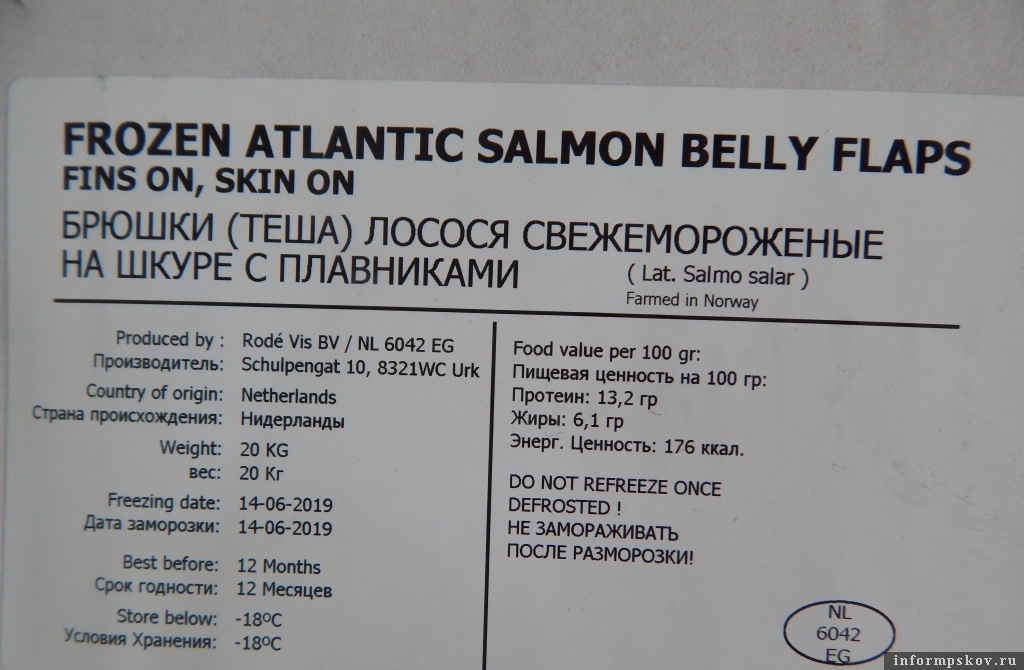 FROZEN ATLANTIC SALMON BELLY FLAPS
FINS ON, SKIN ON
БРЮШКИ (ТЕША) ЛОСОСЯ СВЕЖЕМОРОЖЕНЫЕ
НА ШКУРЕ С ПЛАВНИКАМИ
( Lat. Salmo salar )
Farmed in Norway
Produced by : Rodé Vis BV / NL 6042 EG
Производитель: Schulpengat 10, 8321WC Urk
Country of origin: Netherlands
Страна происхождения: Нидерланды
Weight: 20 KG
вес: 20 Кг
Freezing date: 14-06-2019
Дата заморозки: 14-06-2019
Best before: 12 Months
Срок годности: 12 Месяцев
Store below: -18ºC
Условия Хранения: -18ºC
Food value per 100 gr:
Пищевая ценность на 100 гр:
Протеин: 13,2 гр
Жиры: 6,1 гр
Энерг. Ценность: 176 ккал.
DO NOT REFREEZE ONCE
DEFROSTED !
НЕ ЗАМОРАЖИВАТЬ
ПОСЛЕ РАЗМОРОЗКИ!
NL
6042
EG
informpskov.ru